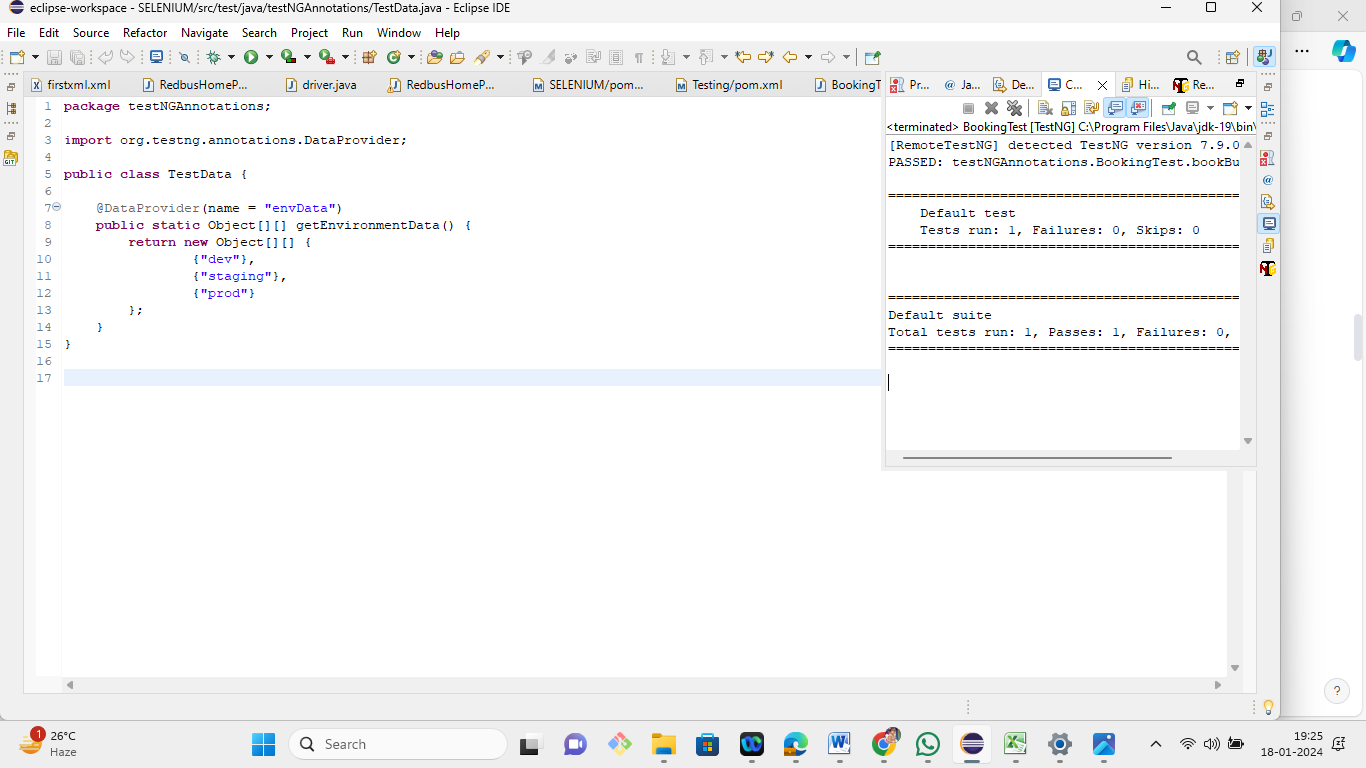 eclipse-workspace - SELENIUM/src/test/java/testNGAnnotations/TestData.java - Eclipse IDE
File Edit Source Refactor Navigate Search Project Run Window Help
firstxml.xml RedbusHomeP... driver.java RedbusHomeP... SELENIUM/pom... Testing/pom.xml BookingT
Pr... Ja... De... C... Hi... Re...
1 package testNGAnnotations;
2
3 import org.testng.annotations.DataProvider;
4
5 public class TestData {
6
7 @DataProvider(name = "envData")
8 public static Object[][] getEnvironmentData() {
9 return new Object[][] {
10 {"dev"},
11 {"staging"},
12 {"prod"}
13 };
14 }
15 }
16
17
<terminated> BookingTest [TestNG] C:\Program Files\Java\jdk-19\bin\
[RemoteTestNG] detected TestNG version 7.9.0
PASSED: testNGAnnotations.BookingTest.bookBu
===============================================
Default test
Tests run: 1, Failures: 0, Skips: 0
===============================================
===============================================
Default suite
Total tests run: 1, Passes: 1, Failures: 0,
===============================================
GIT
?
1
26°C
Haze
Search
19:25
18-01-2024